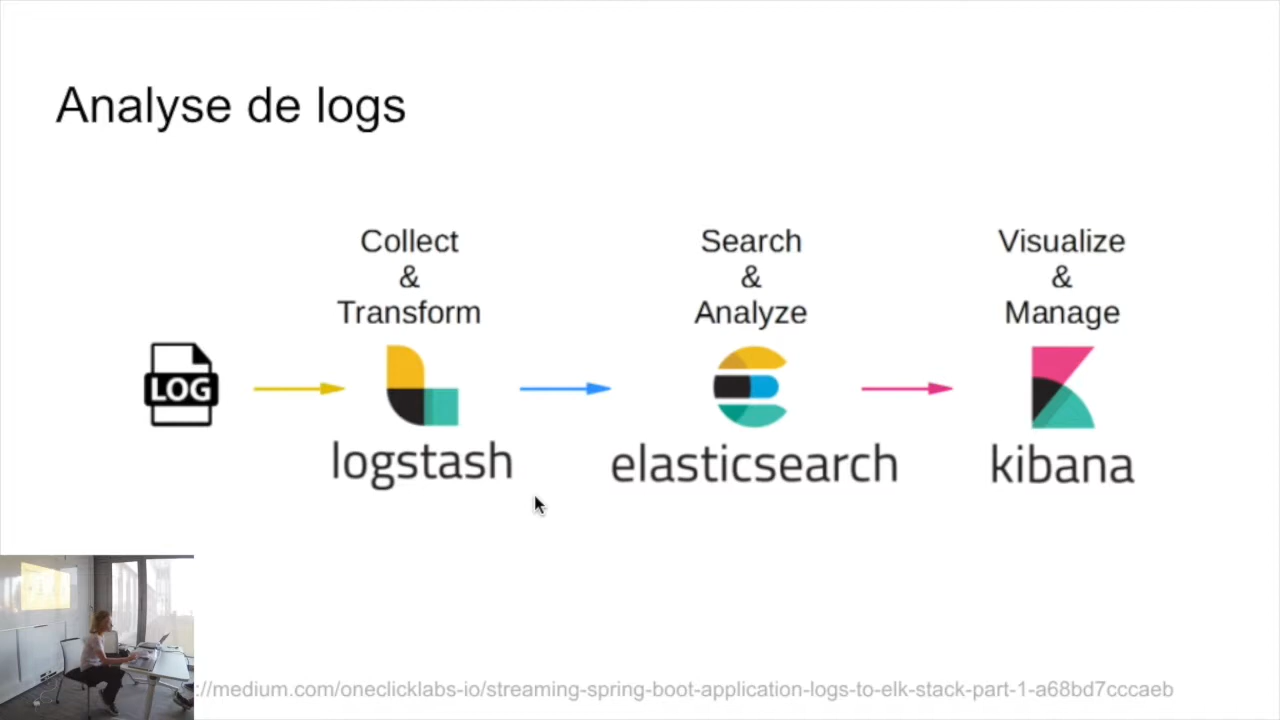 Analyse de logs
Collect
&
Transform
Search
&
Analyze
Visualize
&
Manage
LOG
logstash
elasticsearch
kibana
://medium.com/oneclicklabs-io/streaming-spring-boot-application-logs-to-elk-stack-part-1-a68bd7cccaeb